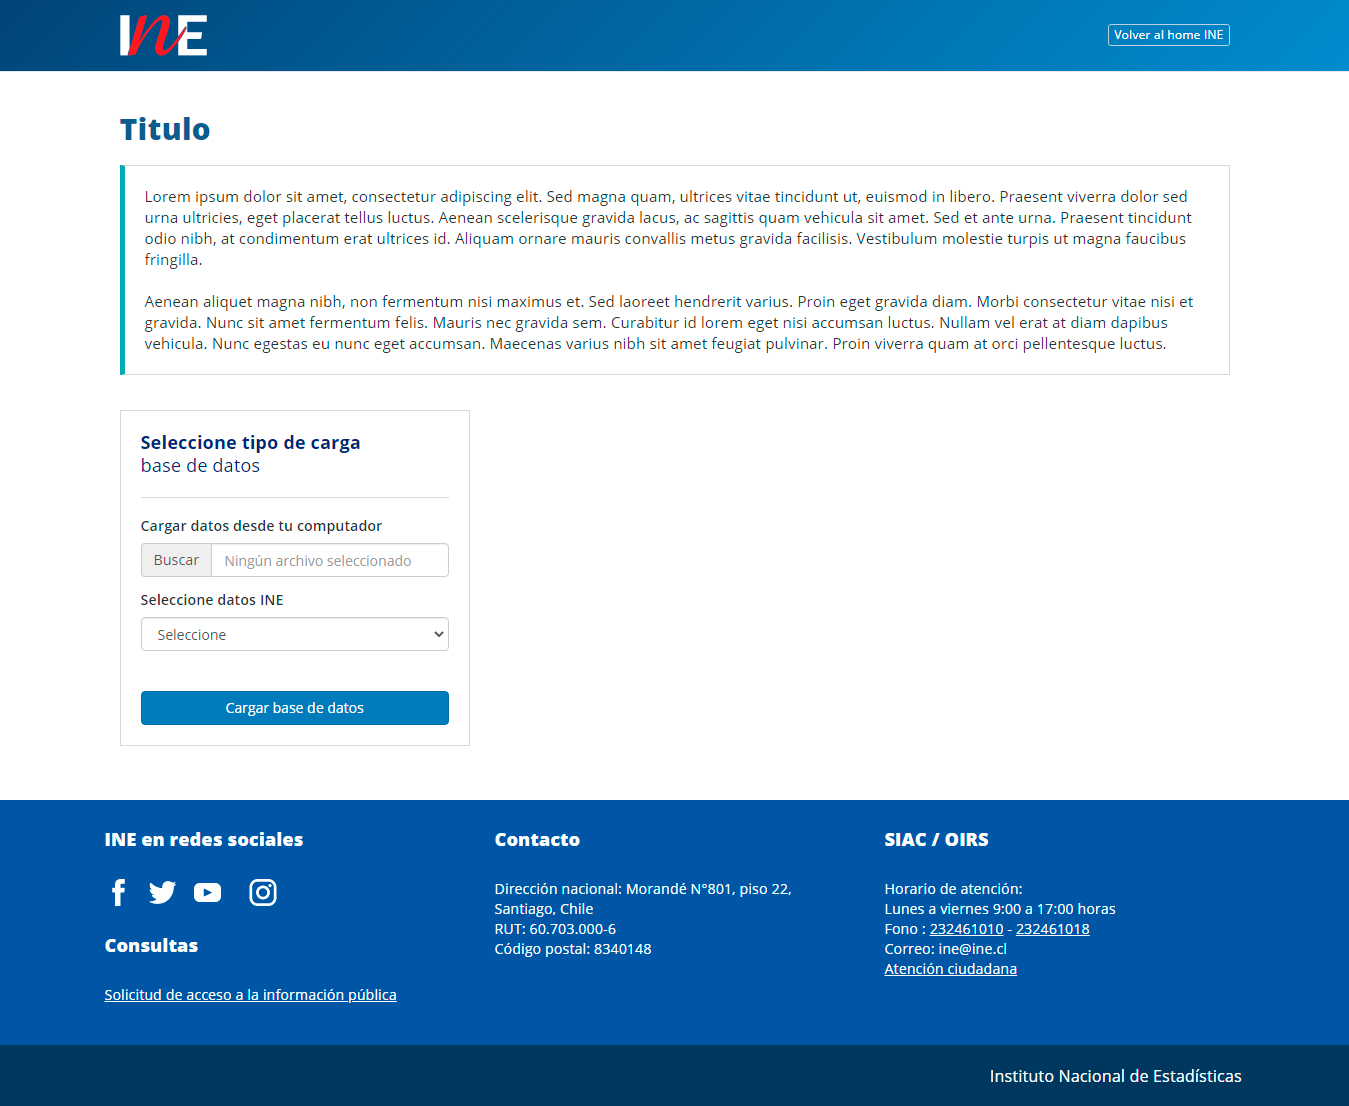 INE
Volver al home INE
Titulo
Lorem ipsum dolor sit amet, consectetur adipiscing elit. Sed magna quam, ultrices vitae tincidunt ut, euismod in libero. Praesent viverra dolor sed
urna ultricies, eget placerat tellus luctus. Aenean scelerisque gravida lacus, ac sagittis quam vehicula sit amet. Sed et ante urna. Praesent tincidunt
odio nibh, at condimentum erat ultrices id. Aliquam ornare mauris convallis metus gravida facilisis. Vestibulum molestie turpis ut magna faucibus
fringilla.
Aenean aliquet magna nibh, non fermentum nisi maximus et. Sed laoreet hendrerit varius. Proin eget gravida diam. Morbi consectetur vitae nisi et
gravida. Nunc sit amet fermentum felis. Mauris nec gravida sem. Curabitur id lorem eget nisi accumsan luctus. Nullam vel erat at diam dapibus
vehicula. Nunc egestas eu nunc eget accumsan. Maecenas varius nibh sit amet feugiat pulvinar. Proin viverra quam at orci pellentesque luctus.
Seleccione tipo de carga
base de datos
Cargar datos desde tu computador
Buscar Ningún archivo seleccionado
Seleccione datos INE
Seleccione
Cargar base de datos
INE en redes sociales
Consultas
Solicitud de acceso a la información pública
Contacto
Dirección nacional: Morandé N°801, piso 22,
Santiago, Chile
RUT: 60.703.000-6
Código postal: 8340148
SIAC / OIRS
Horario de atención:
Lunes a viernes 9:00 a 17:00 horas
Fono : 232461010 - 232461018
Correo: ine@ine.cl
Atención ciudadana
Instituto Nacional de Estadísticas